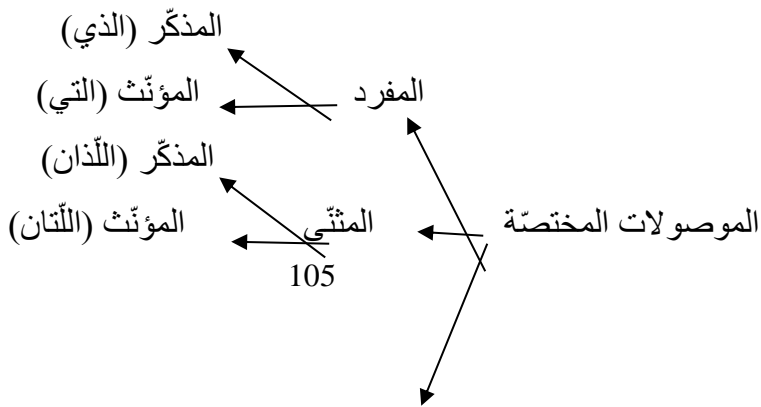 المذكّر (الذي)
المفرد المؤنّث (التي)
المذكّر (اللّذان)
الموصولات المختصّة المثنّى المؤنّث (اللّتان)
105